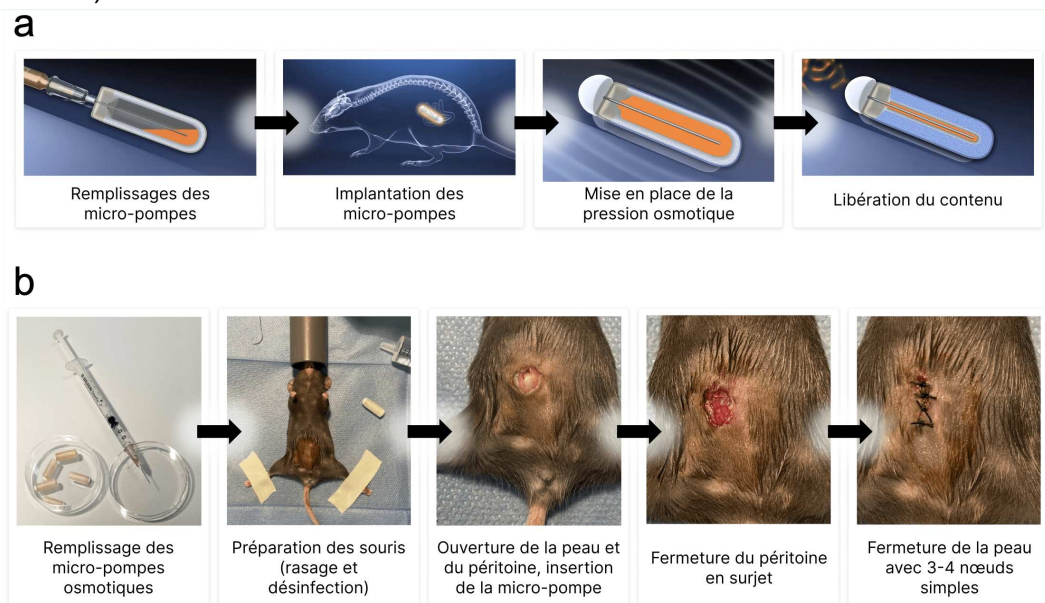 a
Remplissages des
micro-pompes
Implantation des
micro-pompes
Mise en place de la
pression osmotique
Libération du contenu
b
Remplissage des
micro-pompes
osmotiques
Préparation des souris
(rasage et
désinfection)
Ouverture de la peau et
du péritoine, insertion
de la micro-pompe
Fermeture du péritoine
en surjet
Fermeture de la peau
avec 3-4 nœuds
simples